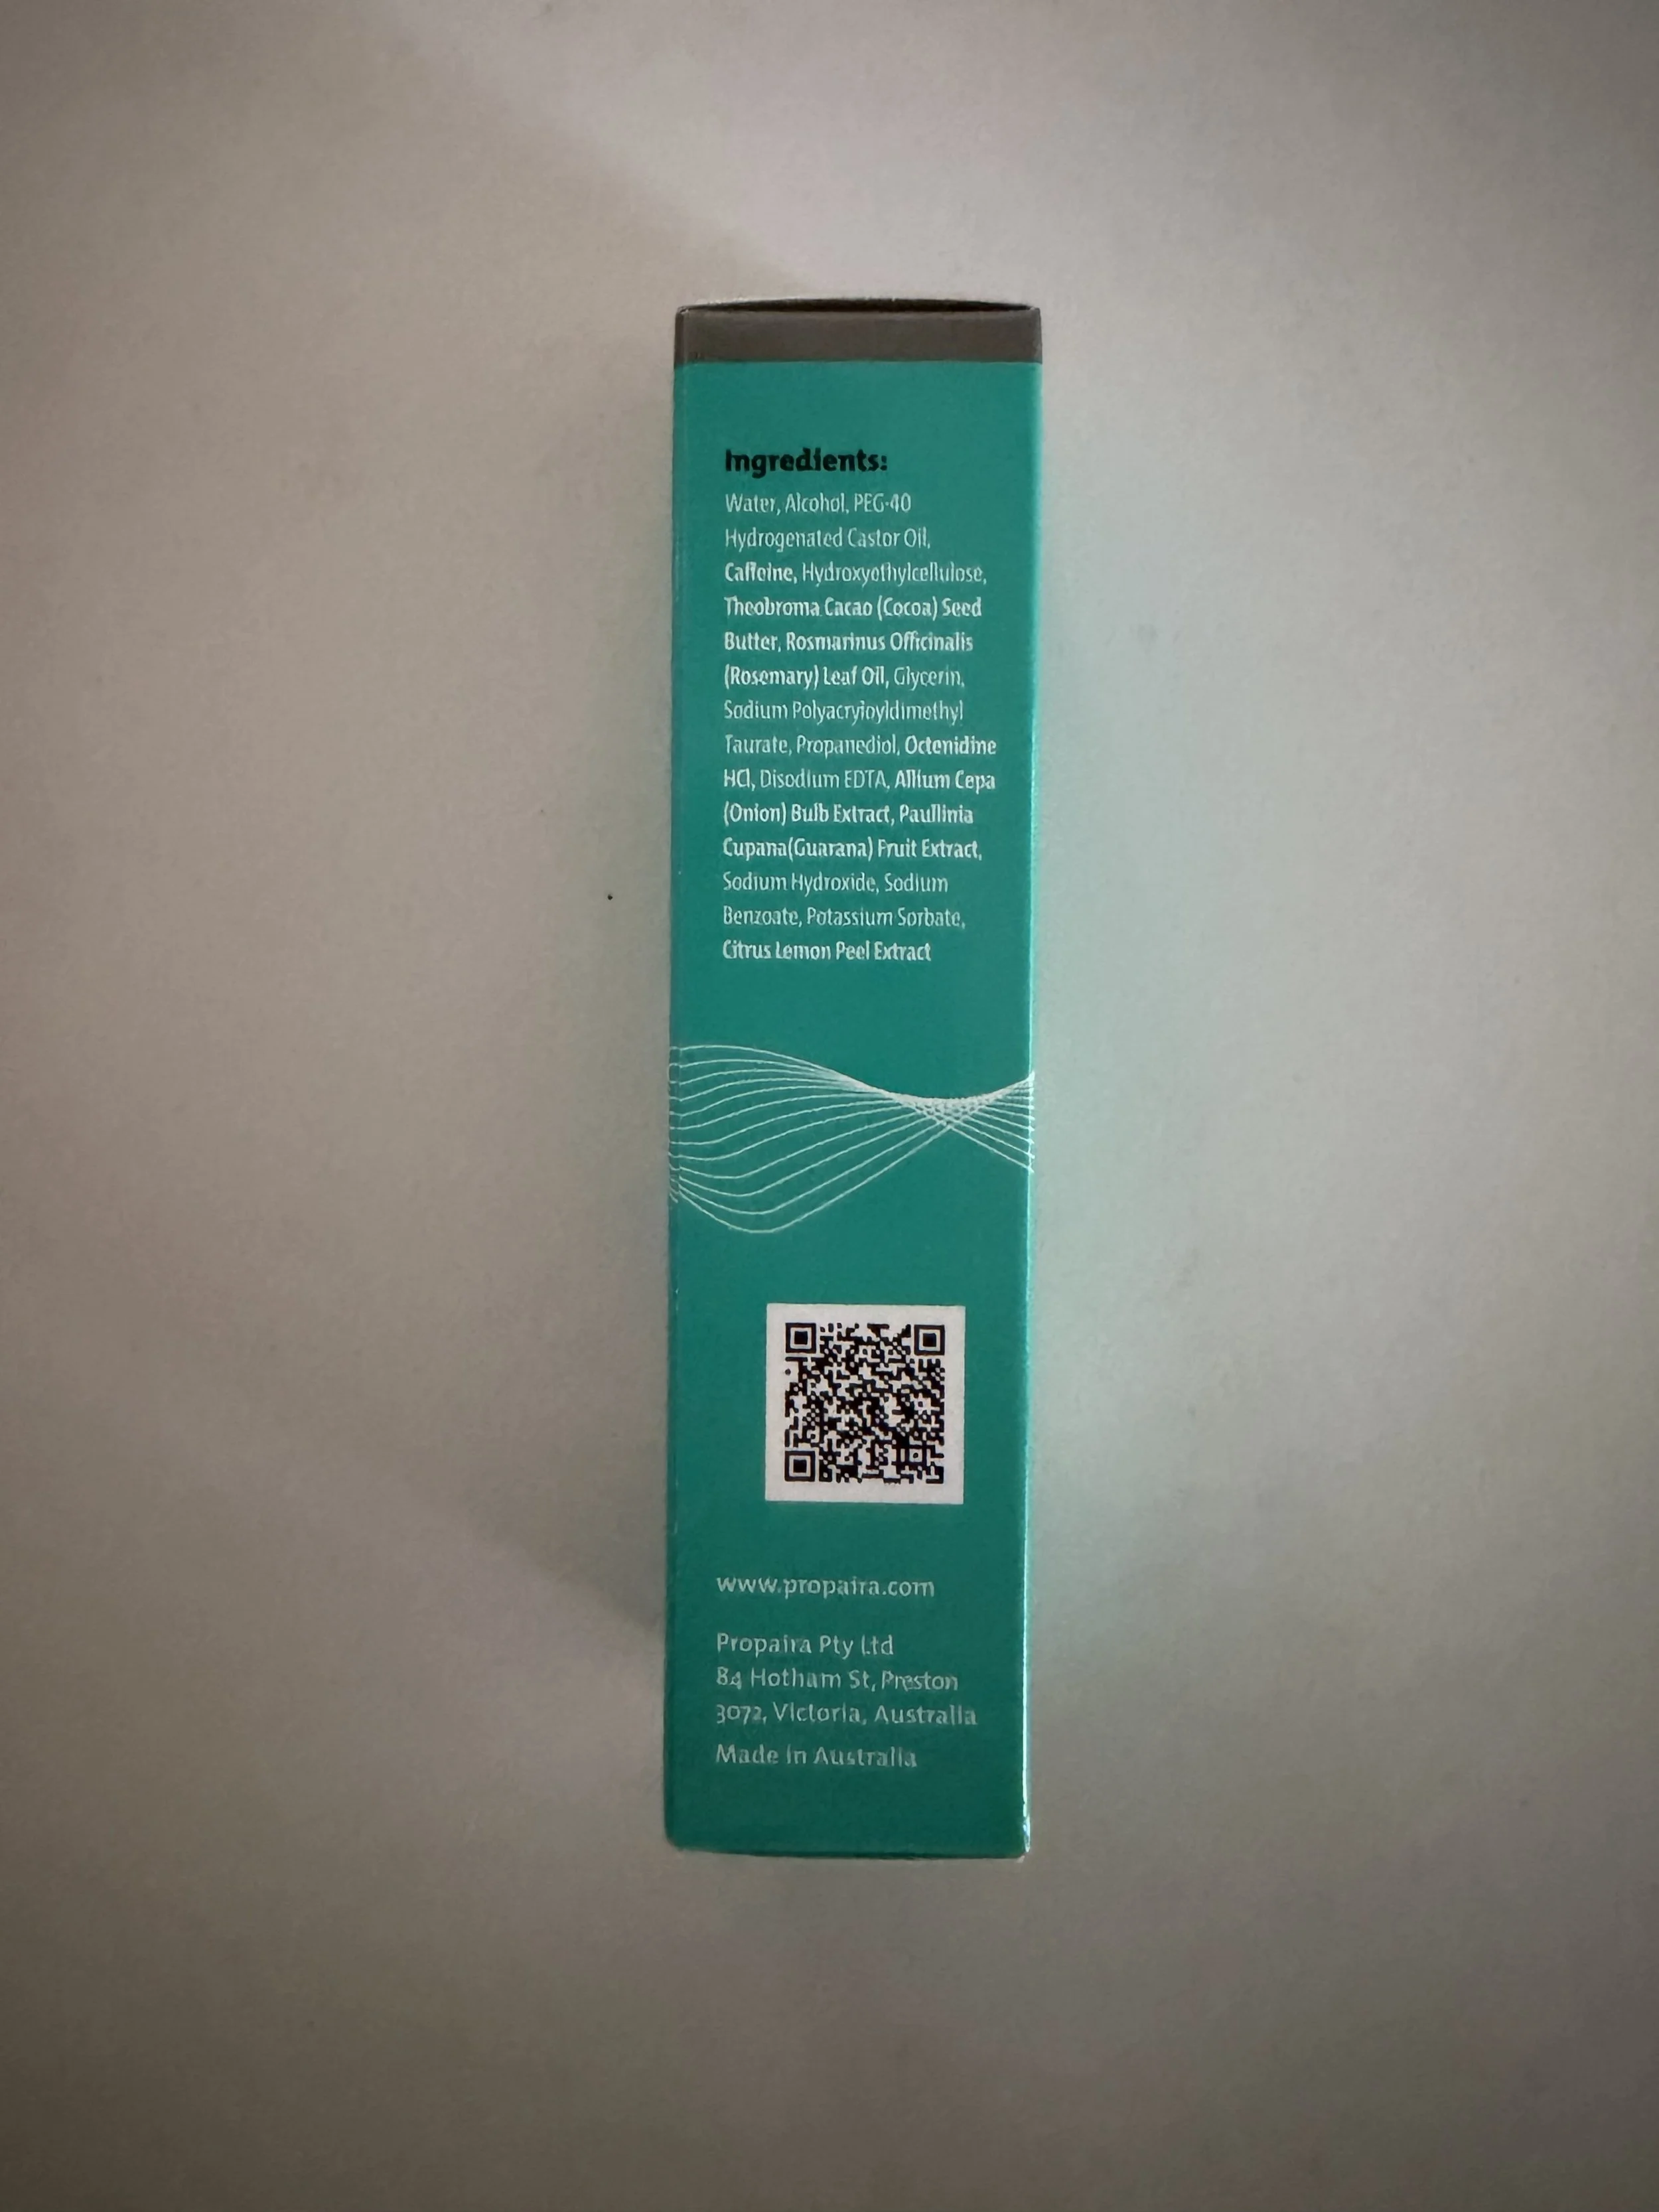 Ingredients:
Water, Alcohol, PEG-40
Hydrogenated Castor Oil,
Caffeine, Hydroxyethylcellulose,
Theobroma Cacao (Cocoa) Seed
Butter, Rosmarinus Officinalis
(Rosemary) Leaf Oil, Glycerin,
Sodium Polyacryloyldimethyl
Taurate, Propanediol, Octenidine
HCl, Disodium EDTA, Allium Cepa
(Onion) Bulb Extract, Paullinia
Cupana(Guarana) Fruit Extract,
Sodium Hydroxide, Sodium
Benzoate, Potassium Sorbate,
Citrus Lemon Peel Extract
www.propaira.com
Propaira Pty Ltd
84 Hotham St, Preston
3072, Victoria, Australia
Made in Australia